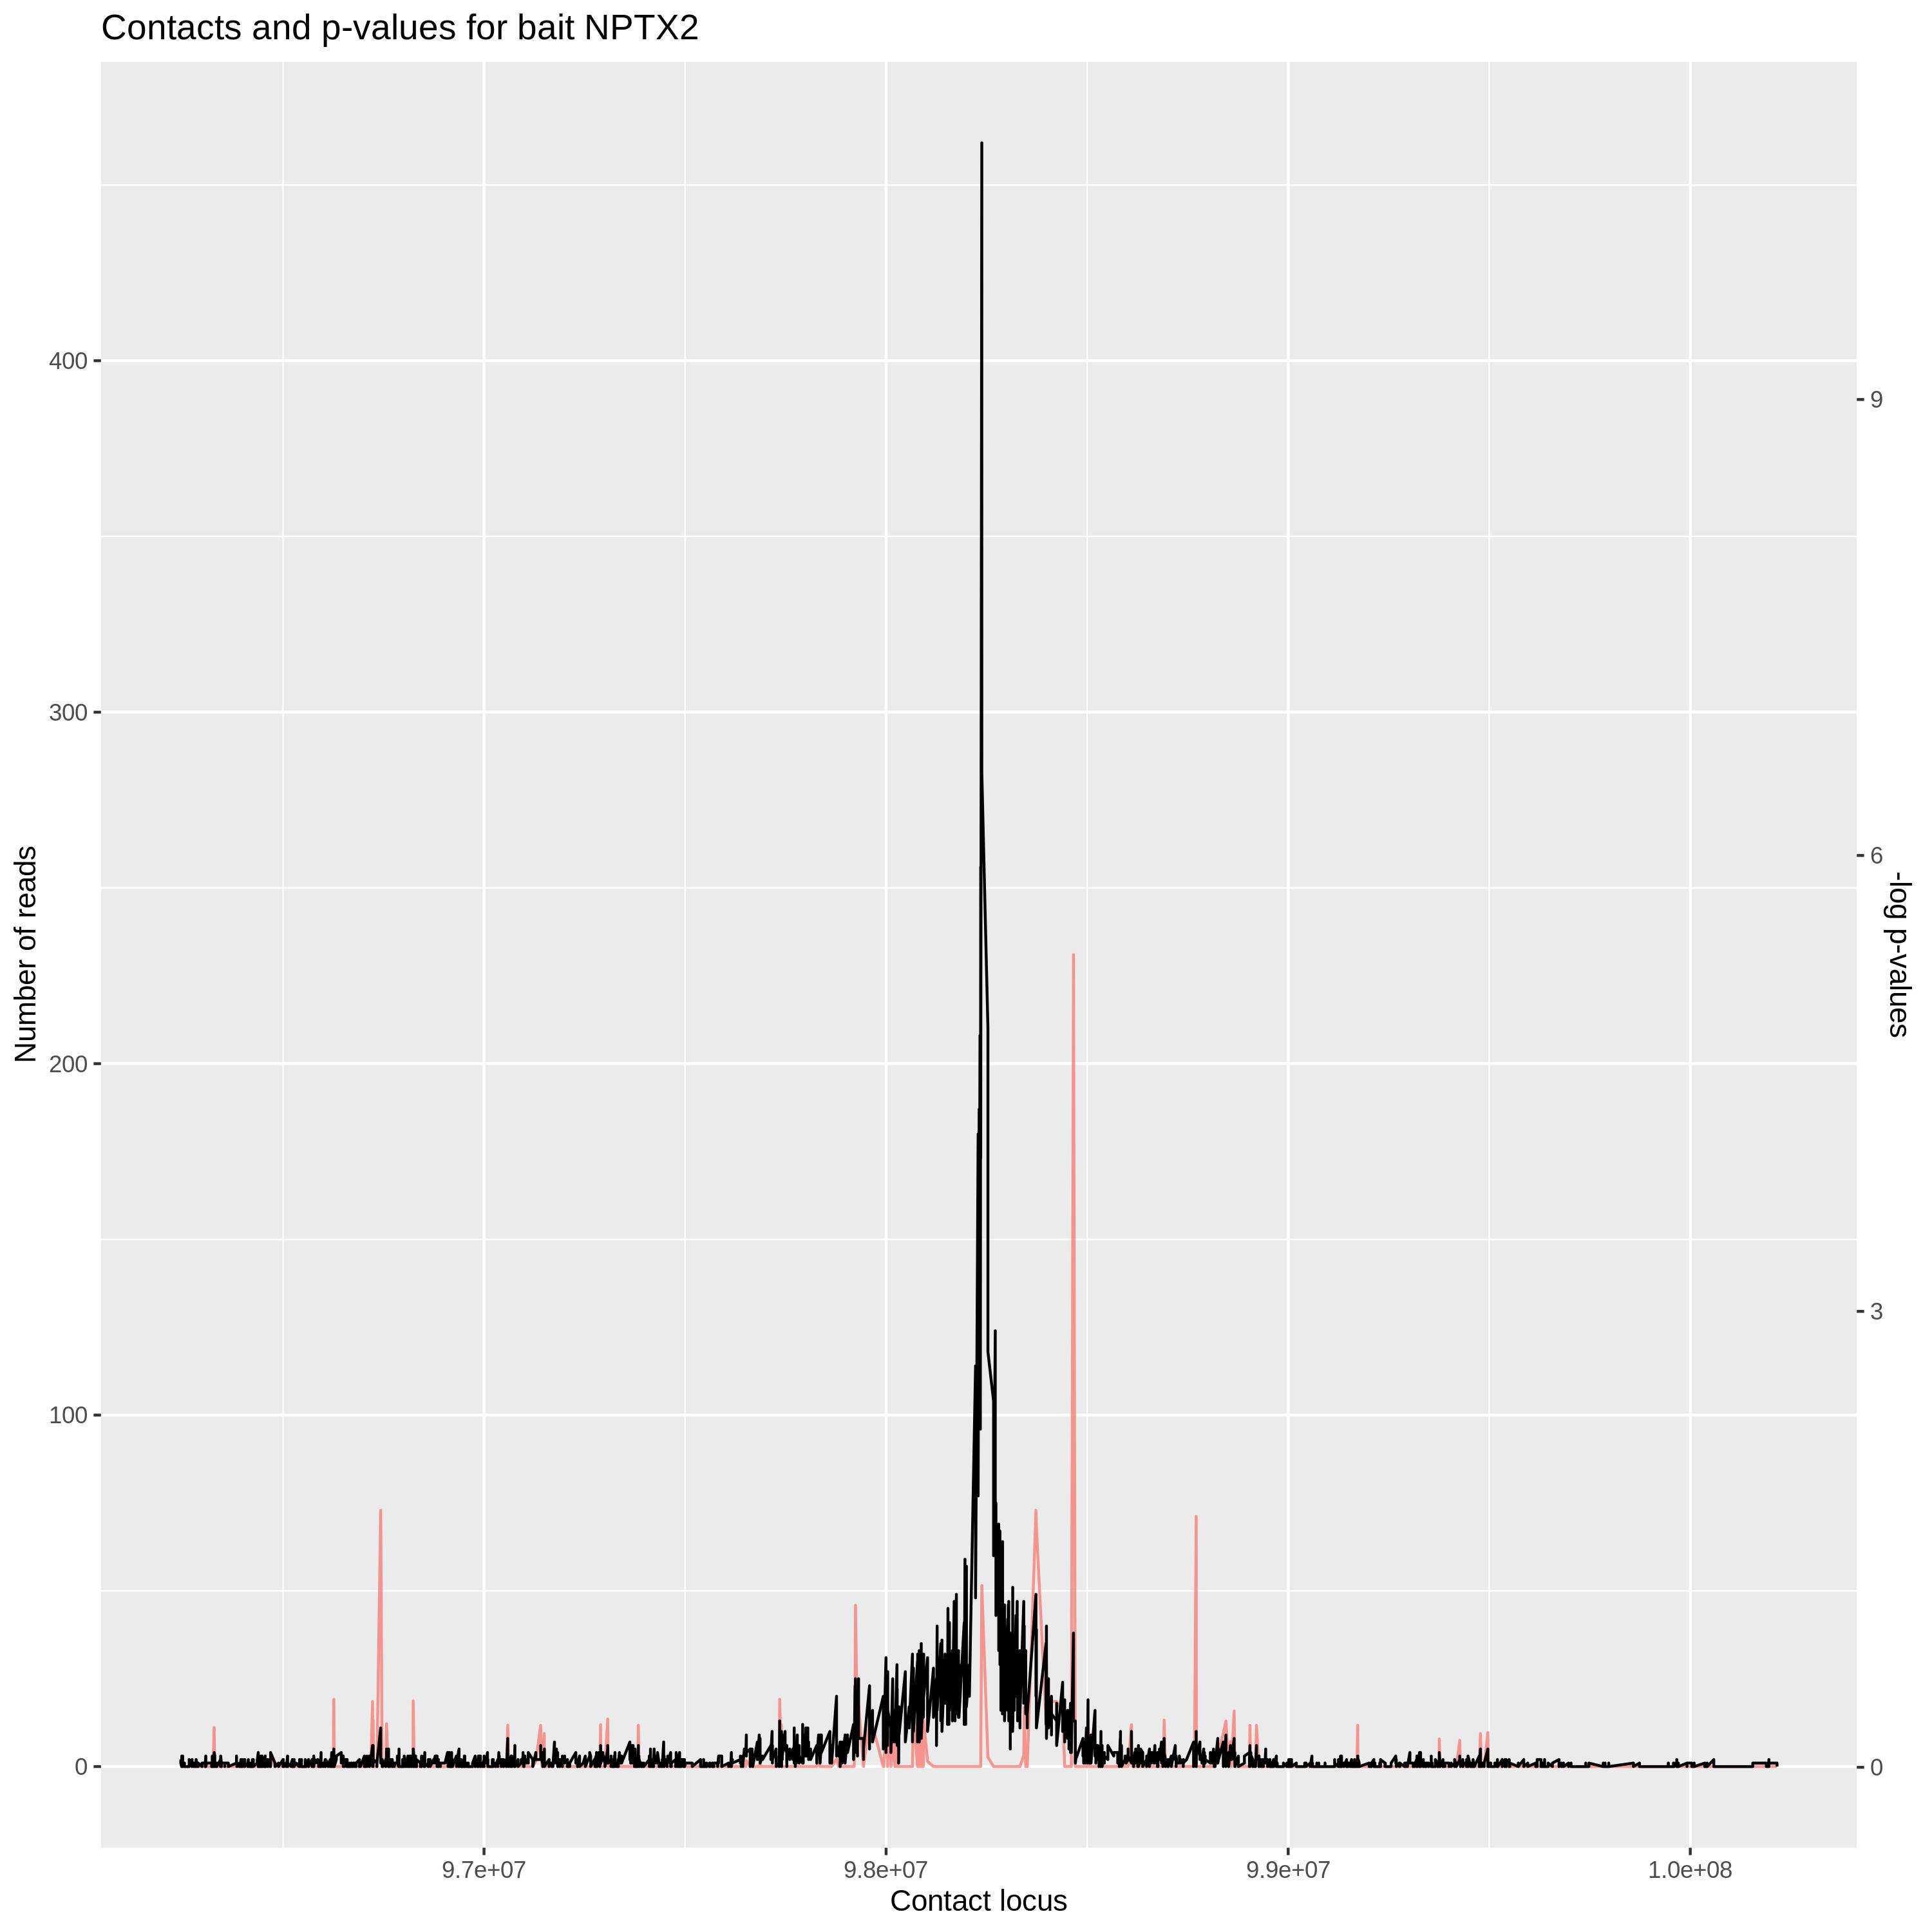 Contacts and p-values for bait NPTX2
400
300
200
100
0
Number of reads
9
6
3
0
-log p-values
9.7e+07
9.8e+07
9.9e+07
1.0e+08
Contact locus